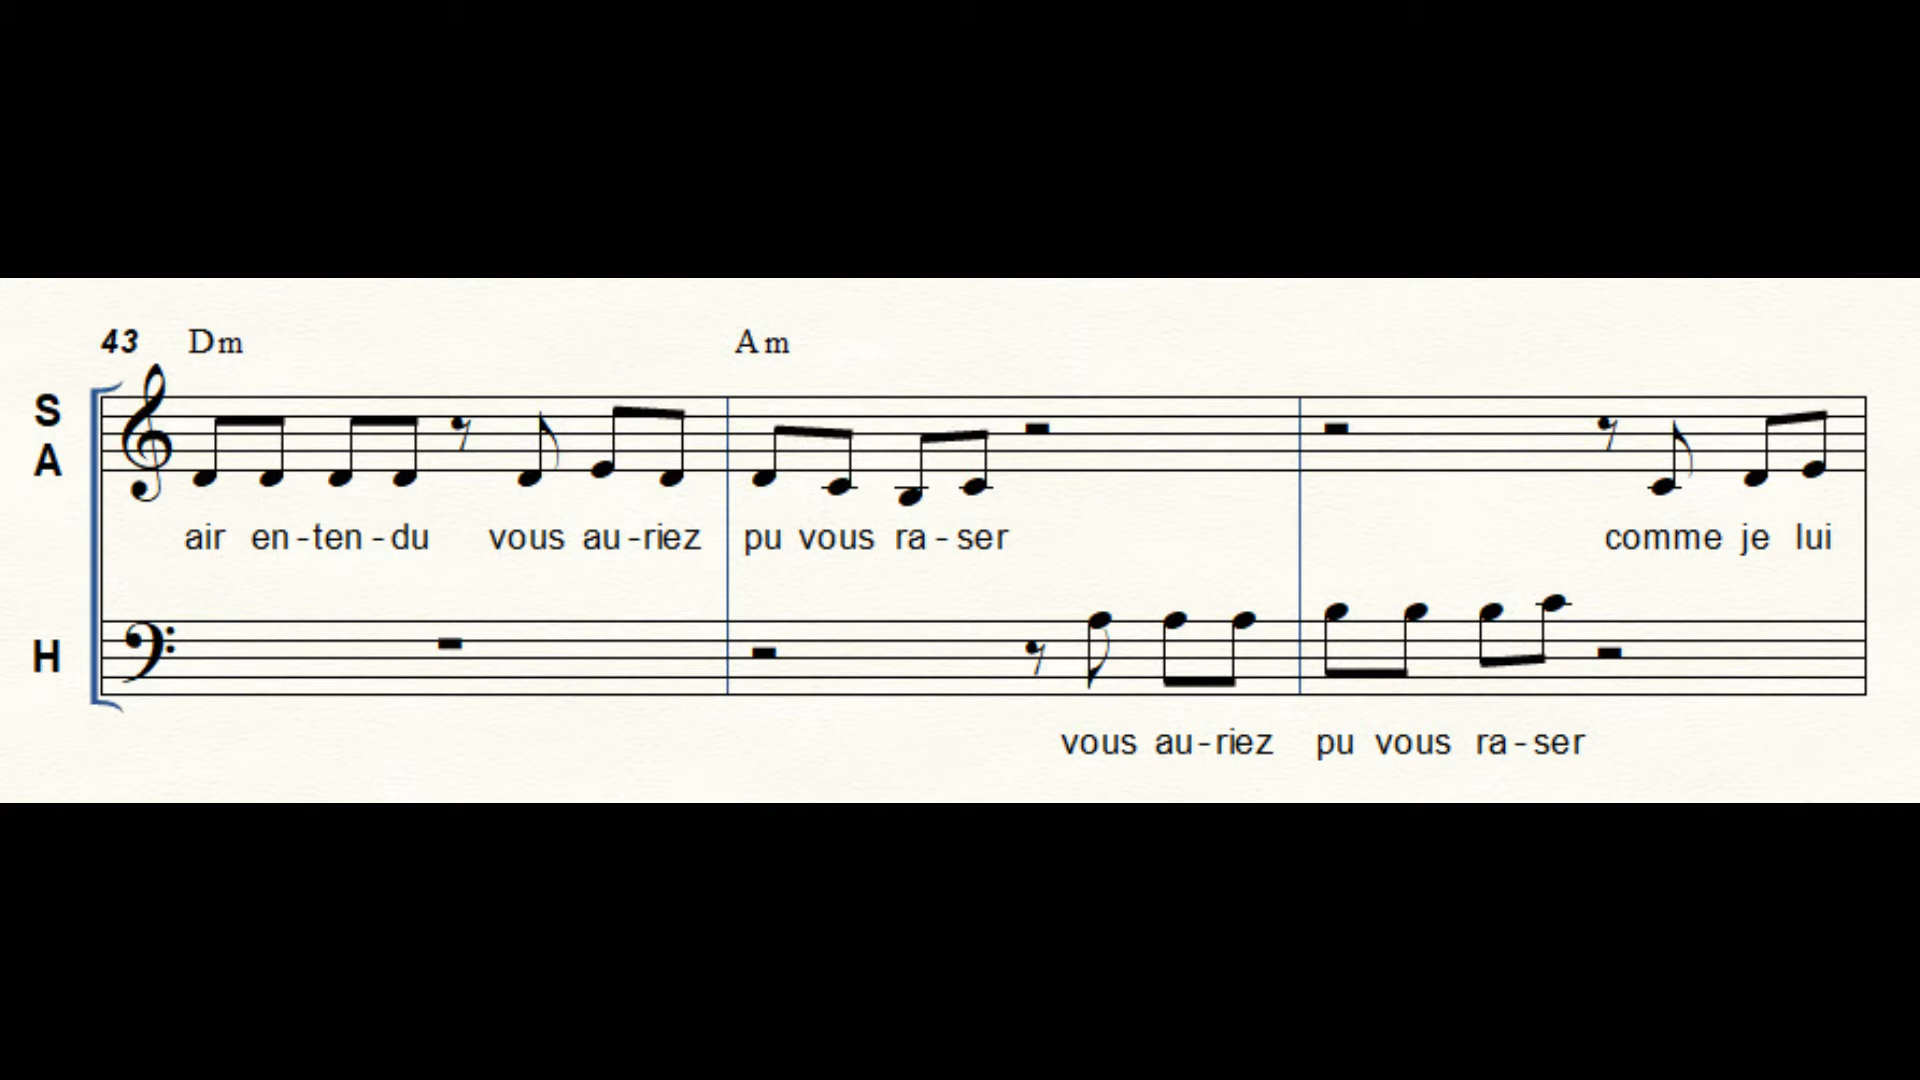 43 Dm Am
S
A
air en-ten-du vous au-riez pu vous ra-ser comme je lui
H
vous au-riez pu vous ra-ser